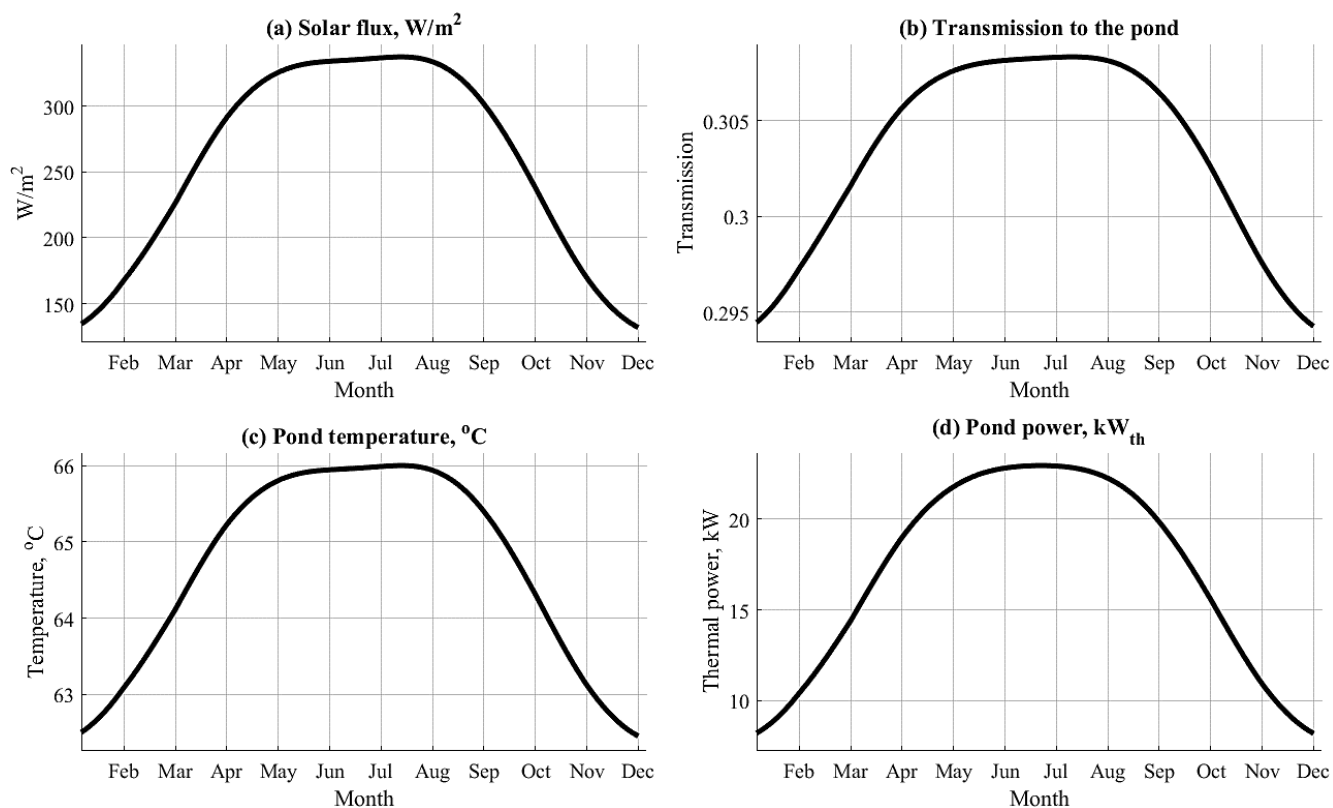 (a) Solar flux, W/m²
W/m²
300
250
200
150
Feb Mar Apr May Jun Jul Aug Sep Oct Nov Dec
Month
(b) Transmission to the pond
Transmission
0.305
0.3
0.295
Feb Mar Apr May Jun Jul Aug Sep Oct Nov Dec
Month
(c) Pond temperature, ᵒC
Temperature, ᵒC
66
65
64
63
Feb Mar Apr May Jun Jul Aug Sep Oct Nov Dec
Month
(d) Pond power, kWₜₕ
Thermal power, kW
20
15
10
Feb Mar Apr May Jun Jul Aug Sep Oct Nov Dec
Month